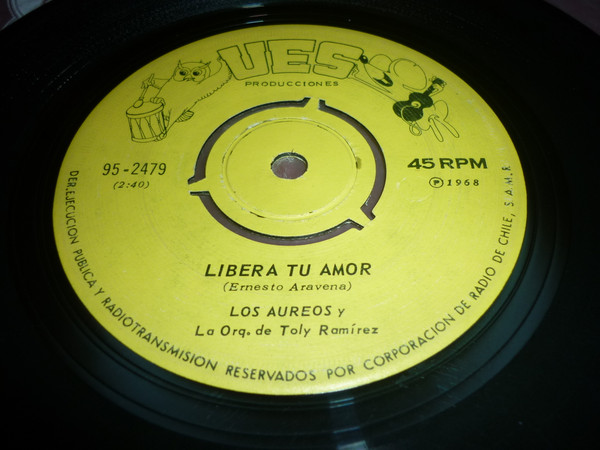 UES
PRODUCCIONES
95-2479
(2:40)
45 RPM
Ⓟ 1968
LIBERA TU AMOR
(Ernesto Aravena)
LOS AUREOS y
La Orq. de Toly Ramírez
DER. EJECUCION PUBLICA Y RADIOTRANSMISION RESERVADOS POR CORPORACION DE RADIO DE CHILE, S.A.M.R.